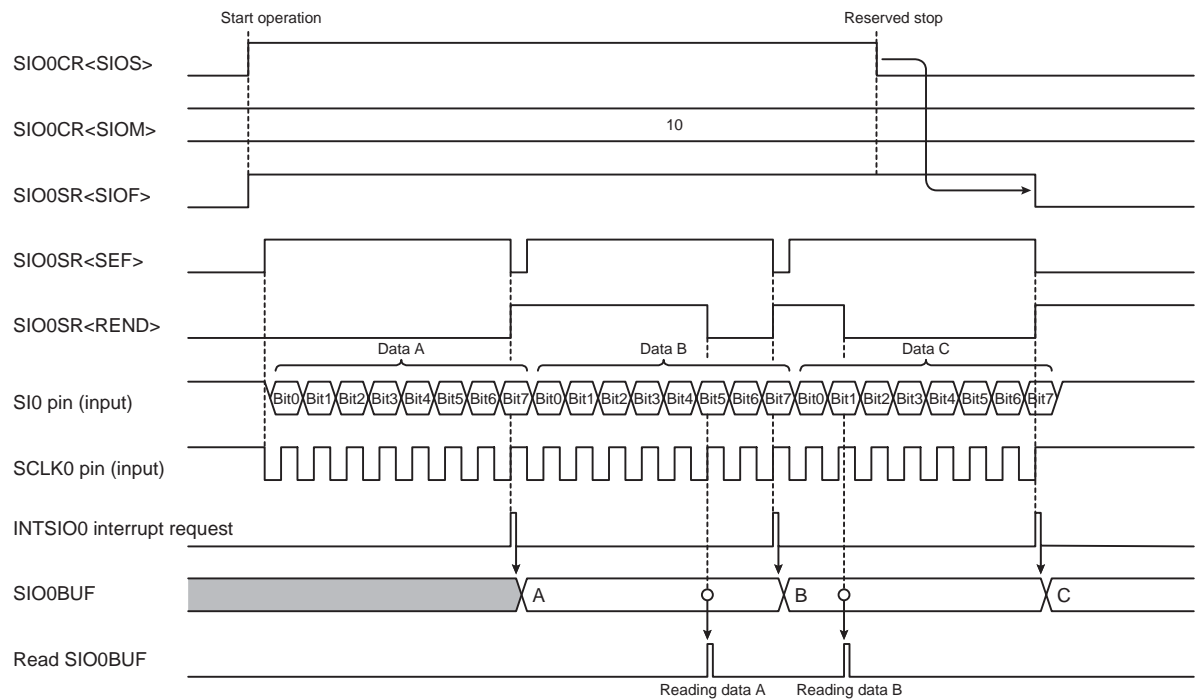 Start operation Reserved stop
SIO0CR<SIOS>
SIO0CR<SIOM> 10
SIO0SR<SIOF>
SIO0SR<SEF>
SIO0SR<REND>
Data A Data B Data C
SI0 pin (input) Bit0 Bit1 Bit2 Bit3 Bit4 Bit5 Bit6 Bit7 Bit0 Bit1 Bit2 Bit3 Bit4 Bit5 Bit6 Bit7 Bit0 Bit1 Bit2 Bit3 Bit4 Bit5 Bit6 Bit7
SCLK0 pin (input)
INTSIO0 interrupt request
SIO0BUF A B C
Read SIO0BUF
Reading data A Reading data B